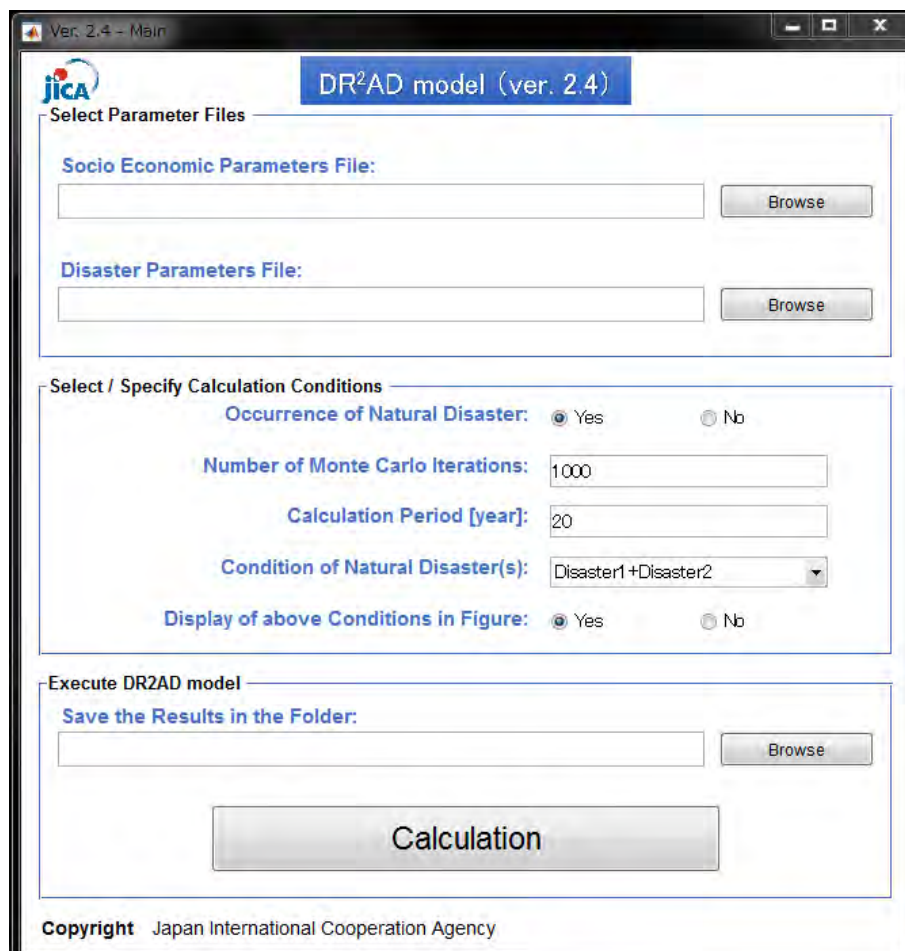 Ver. 2.4 - Main
jICA
DR²AD model (ver. 2.4)
Select Parameter Files
Socio Economic Parameters File:
Browse
Disaster Parameters File:
Browse
Select / Specify Calculation Conditions
Occurrence of Natural Disaster: Yes No
Number of Monte Carlo Iterations: 1000
Calculation Period [year]: 20
Condition of Natural Disaster(s): Disaster1+Disaster2
Display of above Conditions in Figure: Yes No
Execute DR2AD model
Save the Results in the Folder:
Browse
Calculation
Copyright Japan International Cooperation Agency